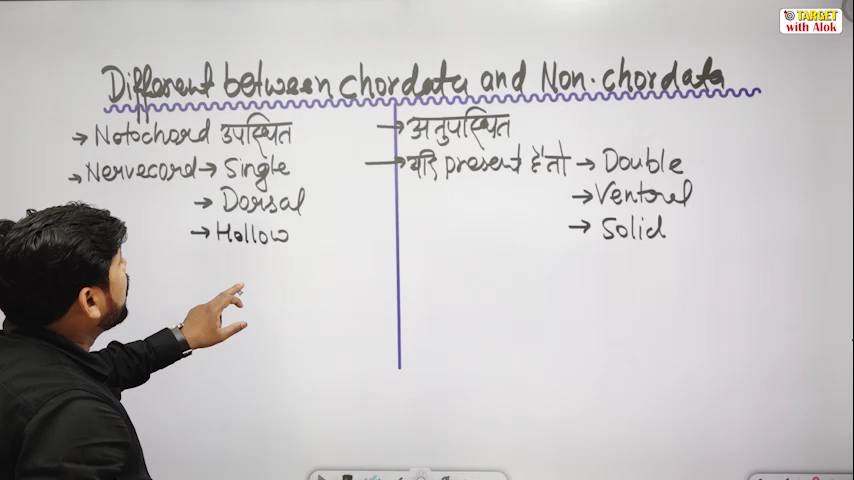 TARGET
with Alok
Different between chordata and Non. chordata
→ Notochord उपस्थित
→ अनुपस्थित
→ Nervecord → Single
→ Dorsal
→ Hollow
→ यदि present है तो → Double
→ Ventoral
→ Solid